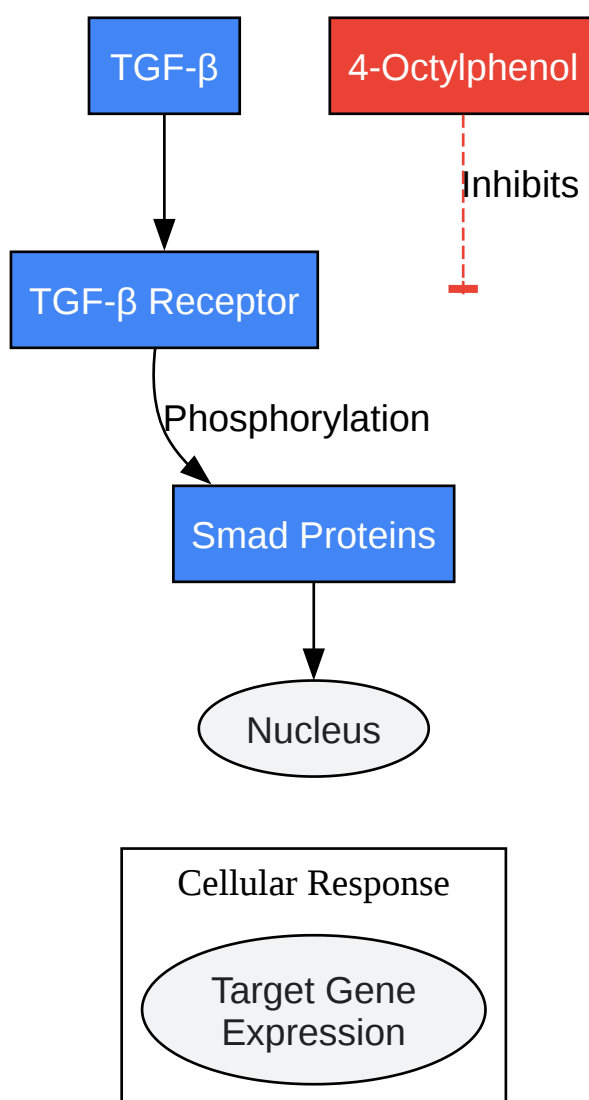 TGF-β
4-Octylphenol
Inhibits
TGF-β Receptor
Phosphorylation
Smad Proteins
Nucleus
Cellular Response
Target Gene
Expression